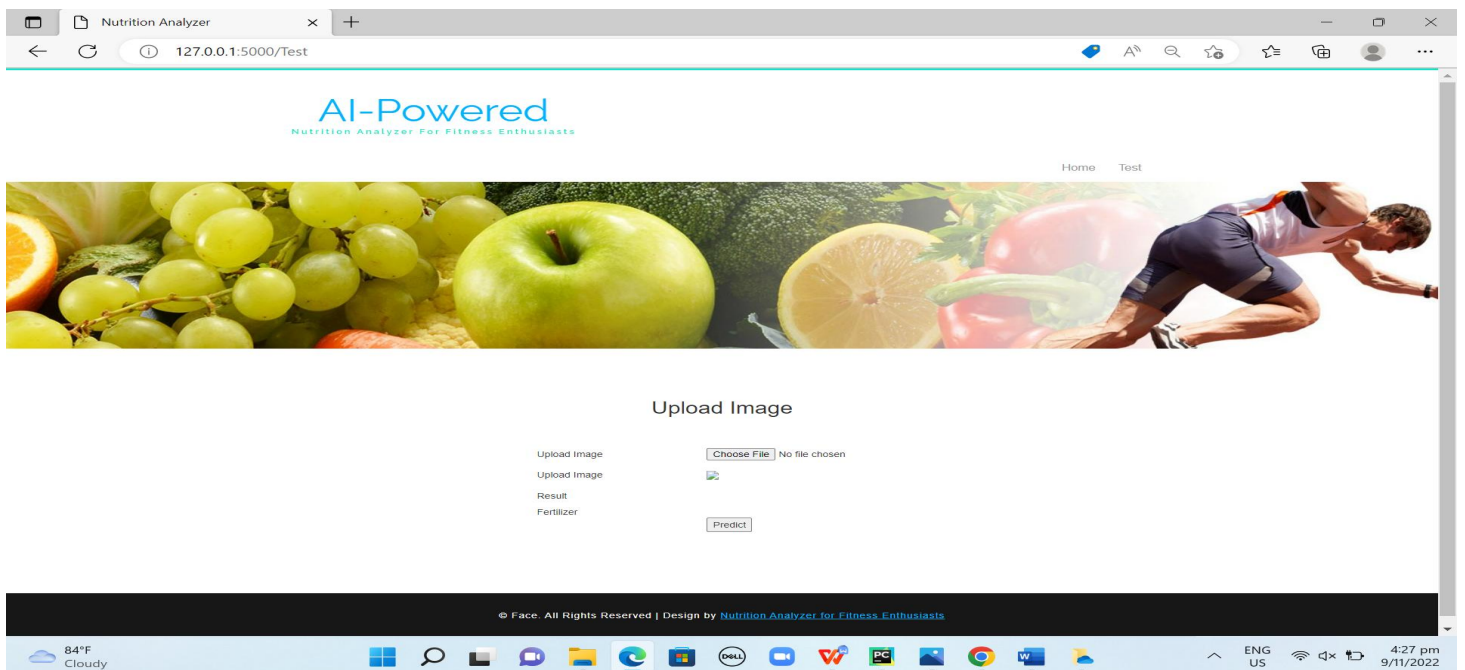 Nutrition Analyzer
127.0.0.1:5000/Test
AI-Powered
Nutrition Analyzer For Fitness Enthusiasts
Home Test
Upload Image
Upload Image Choose File No file chosen
Upload Image
Result
Fertilizer
Predict
© Face. All Rights Reserved | Design by Nutrition Analyzer for Fitness Enthusiasts
84°F
Cloudy
DELL
PC
W
ENG
US
4:27 pm
9/11/2022